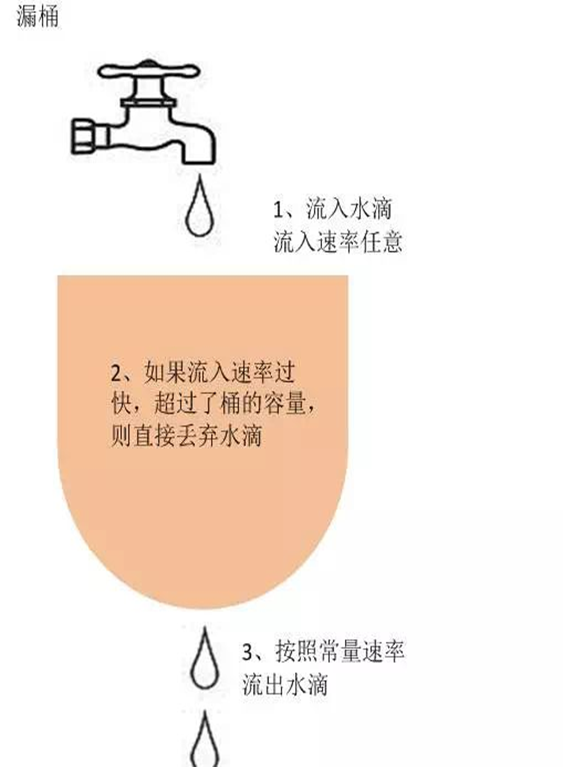 漏桶
1、流入水滴
流入速率任意
2、如果流入速率过
快，超过了桶的容量，
则直接丢弃水滴
3、按照常量速率
流出水滴